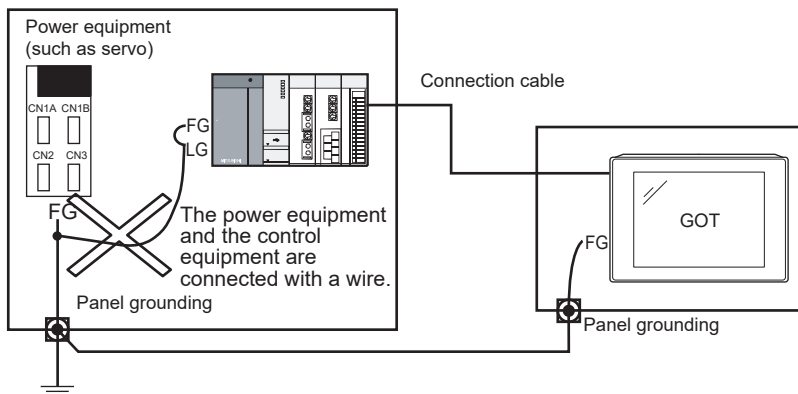 Power equipment
(such as servo)
CN1A CN1B
CN2 CN3
FG
FG
LG
The power equipment
and the control
equipment are
connected with a wire.
Panel grounding
Connection cable
GOT
FG
Panel grounding